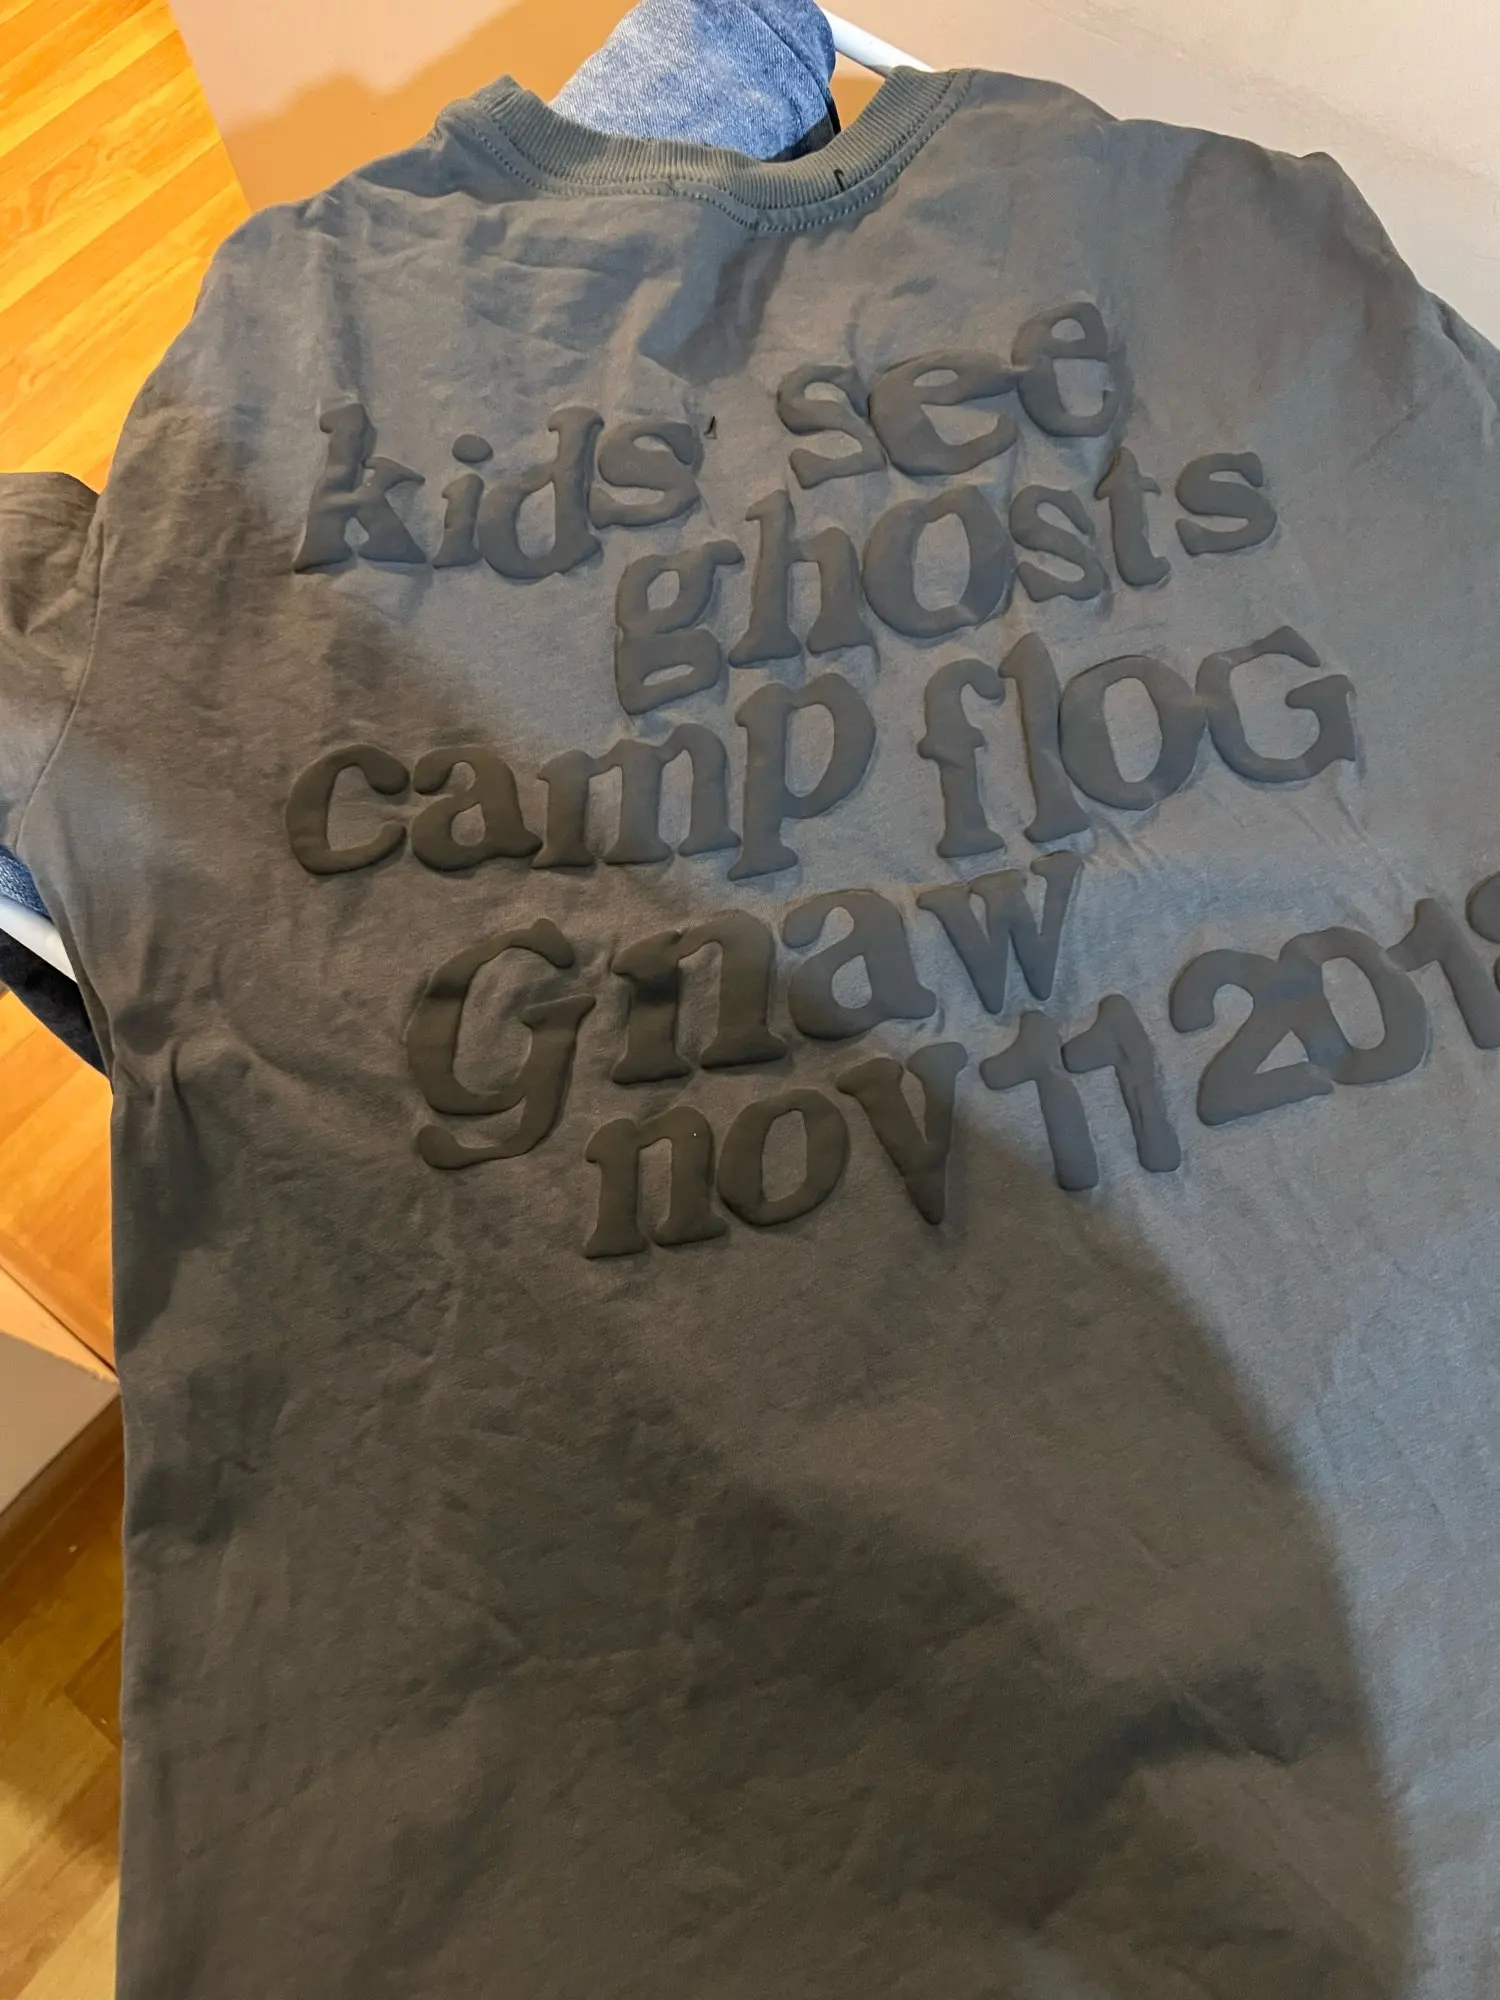 kids see
ghosts
camp flOG
Gnaw
nov 11 201